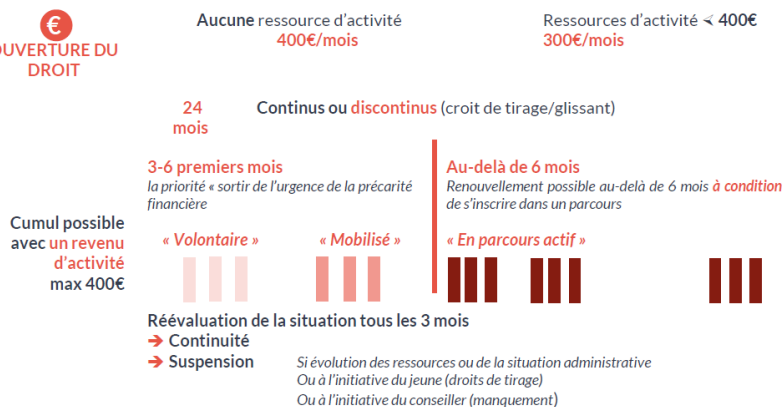 €
OUVERTURE DU
DROIT
Aucune ressource d’activité
400€/mois
Ressources d’activité < 400€
300€/mois
24
mois
Continus ou discontinus (croit de tirage/glissant)
3-6 premiers mois
la priorité « sortir de l’urgence de la précarité
financière
Au-delà de 6 mois
Renouvellement possible au-delà de 6 mois à condition
de s’inscrire dans un parcours
Cumul possible
avec un revenu
d’activité
max 400€
« Volontaire »
« Mobilisé »
« En parcours actif »
Réévaluation de la situation tous les 3 mois
➔ Continuité
➔ Suspension
Si évolution des ressources ou de la situation administrative
Ou à l’initiative du jeune (droits de tirage)
Ou à l’initiative du conseiller (manquement)